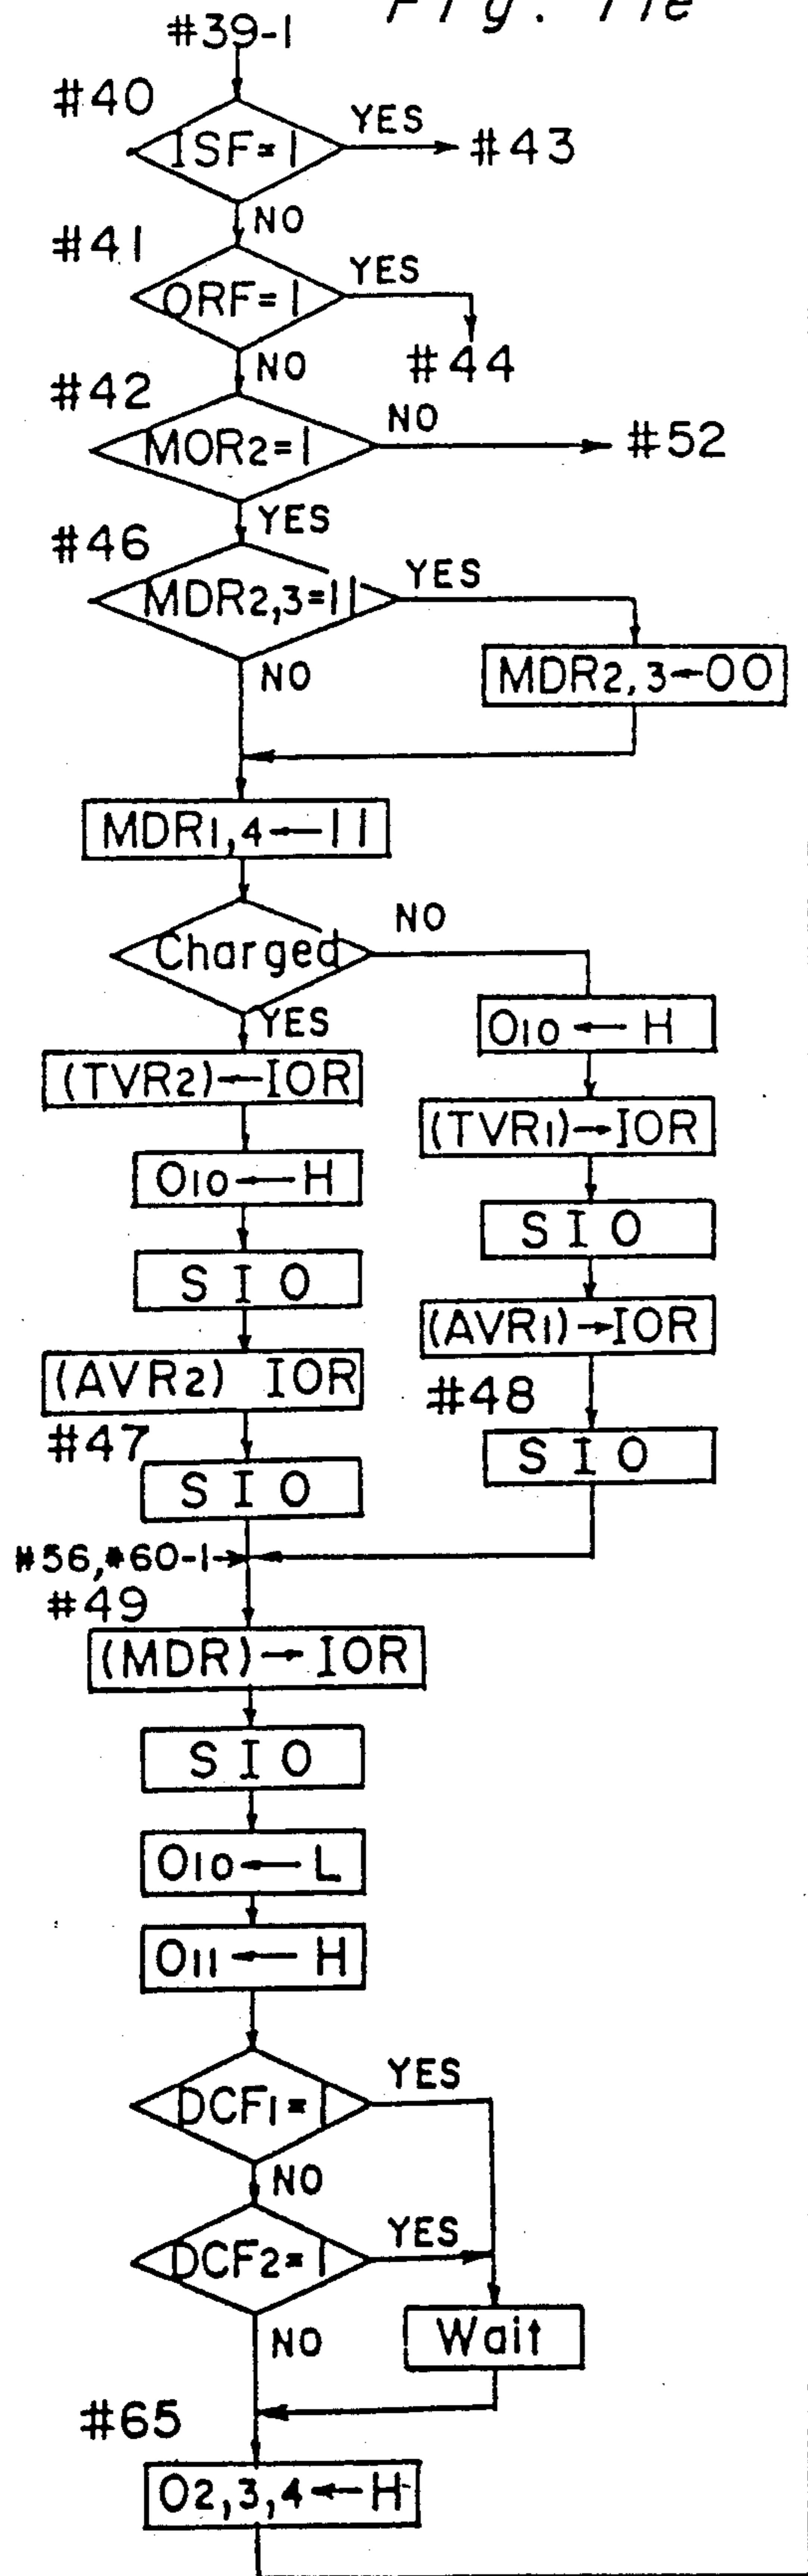 Fig. 11e
#39-1
#40
ISF=1
YES
#43
NO
#41
ORF=1
YES
#44
NO
#42
MOR2=1
NO
#52
YES
#46
MDR2,3=11
YES
MDR2,3←00
NO
MDR1,4←11
Charged
NO
YES
O10←H
(TVR2)←IOR
(TVR1)→IOR
O10←H
SIO
SIO
(AVR1)→IOR
(AVR2) IOR
#48
#47
SIO
SIO
#56,#60-1→
#49
(MDR)→IOR
SIO
O10←L
O11←H
DCF1=1
YES
NO
DCF2=1
YES
Wait
NO
#65
O2,3,4←H